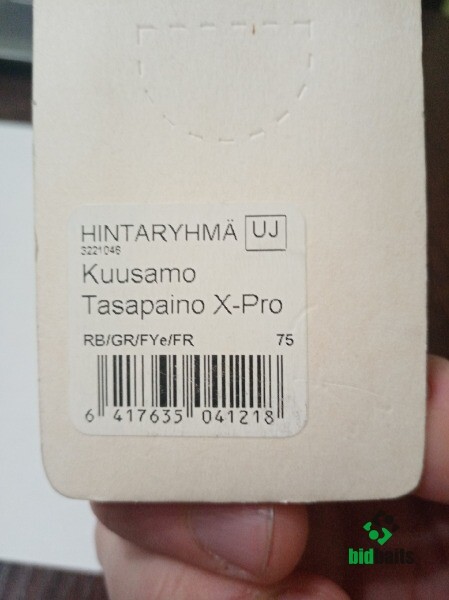 HINTARYHMÄ UJ
3221046
Kuusamo
Tasapaino X-Pro
RB/GR/FYe/FR 75
6 417635 041218
bidbaits